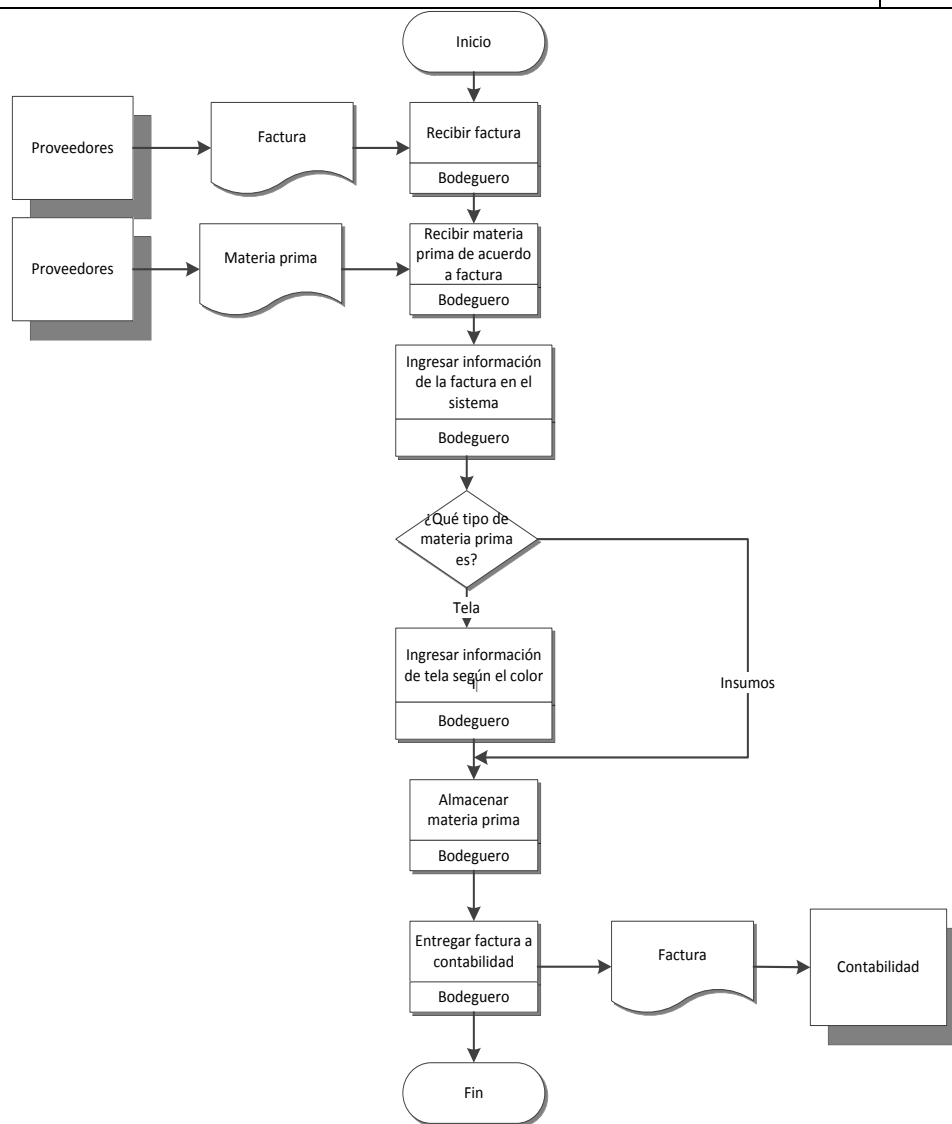 Inicio
Proveedores
Factura
Recibir factura
Bodeguero
Proveedores
Materia prima
Recibir materia
prima de acuerdo
a factura
Bodeguero
Ingresar información
de la factura en el
sistema
Bodeguero
¿Qué tipo de
materia prima
es?
Tela
Insumos
Ingresar información
de tela según el color
Bodeguero
Almacenar
materia prima
Bodeguero
Entregar factura a
contabilidad
Bodeguero
Factura
Contabilidad
Fin